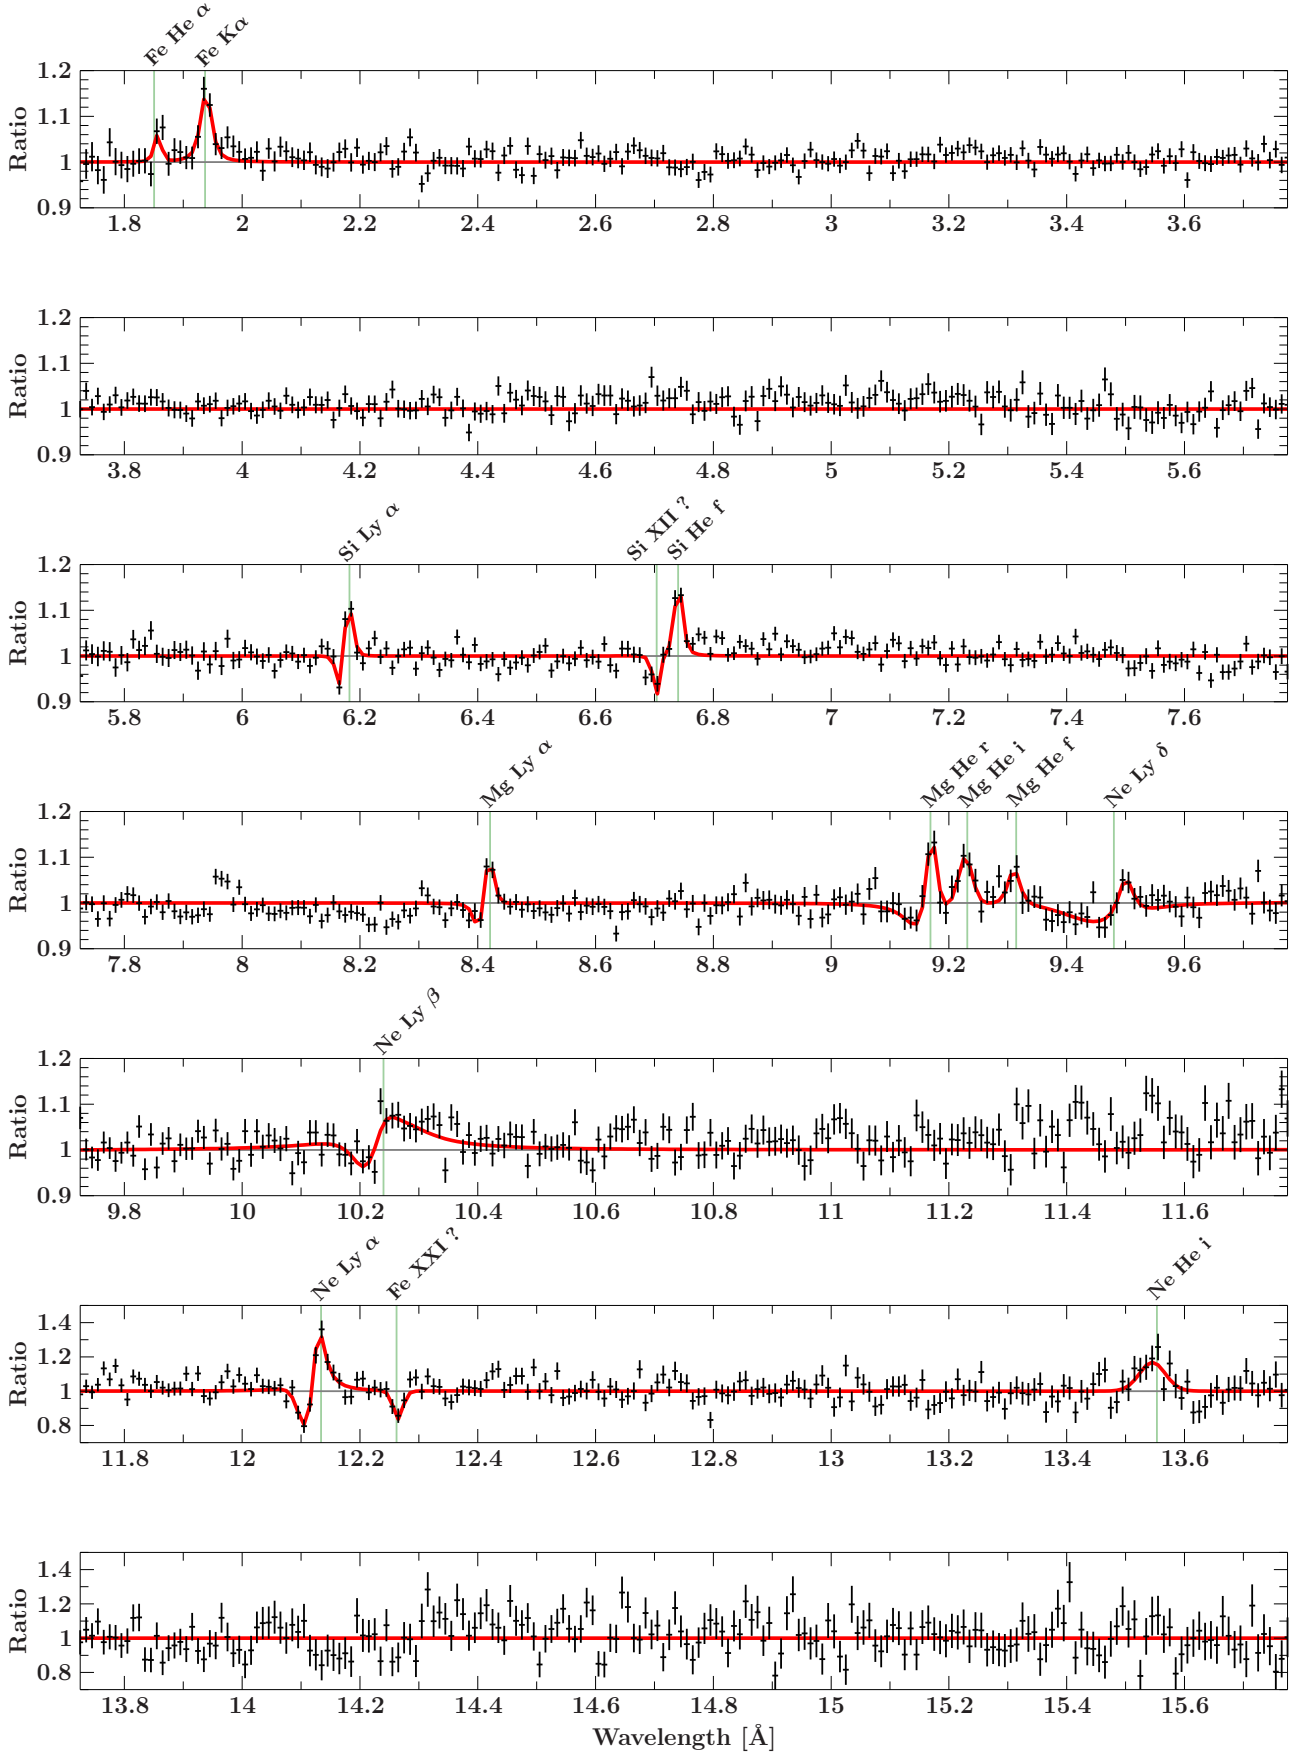 Fe He α Fe Kα
Ratio
1.2
1.1
1
0.9
1.8 2 2.2 2.4 2.6 2.8 3 3.2 3.4 3.6
Ratio
1.2
1.1
1
0.9
3.8 4 4.2 4.4 4.6 4.8 5 5.2 5.4 5.6
Si Ly α Si XII ? Si He f
Ratio
1.2
1.1
1
0.9
5.8 6 6.2 6.4 6.6 6.8 7 7.2 7.4 7.6
Mg Ly α Mg He r Mg He i Mg He f Ne Ly δ
Ratio
1.2
1.1
1
0.9
7.8 8 8.2 8.4 8.6 8.8 9 9.2 9.4 9.6
Ne Ly β
Ratio
1.2
1.1
1
0.9
9.8 10 10.2 10.4 10.6 10.8 11 11.2 11.4 11.6
Ne Ly α Fe XXI ? Ne He i
Ratio
1.4
1.2
1
0.8
11.8 12 12.2 12.4 12.6 12.8 13 13.2 13.4 13.6
Ratio
1.4
1.2
1
0.8
13.8 14 14.2 14.4 14.6 14.8 15 15.2 15.4 15.6
Wavelength [Å]